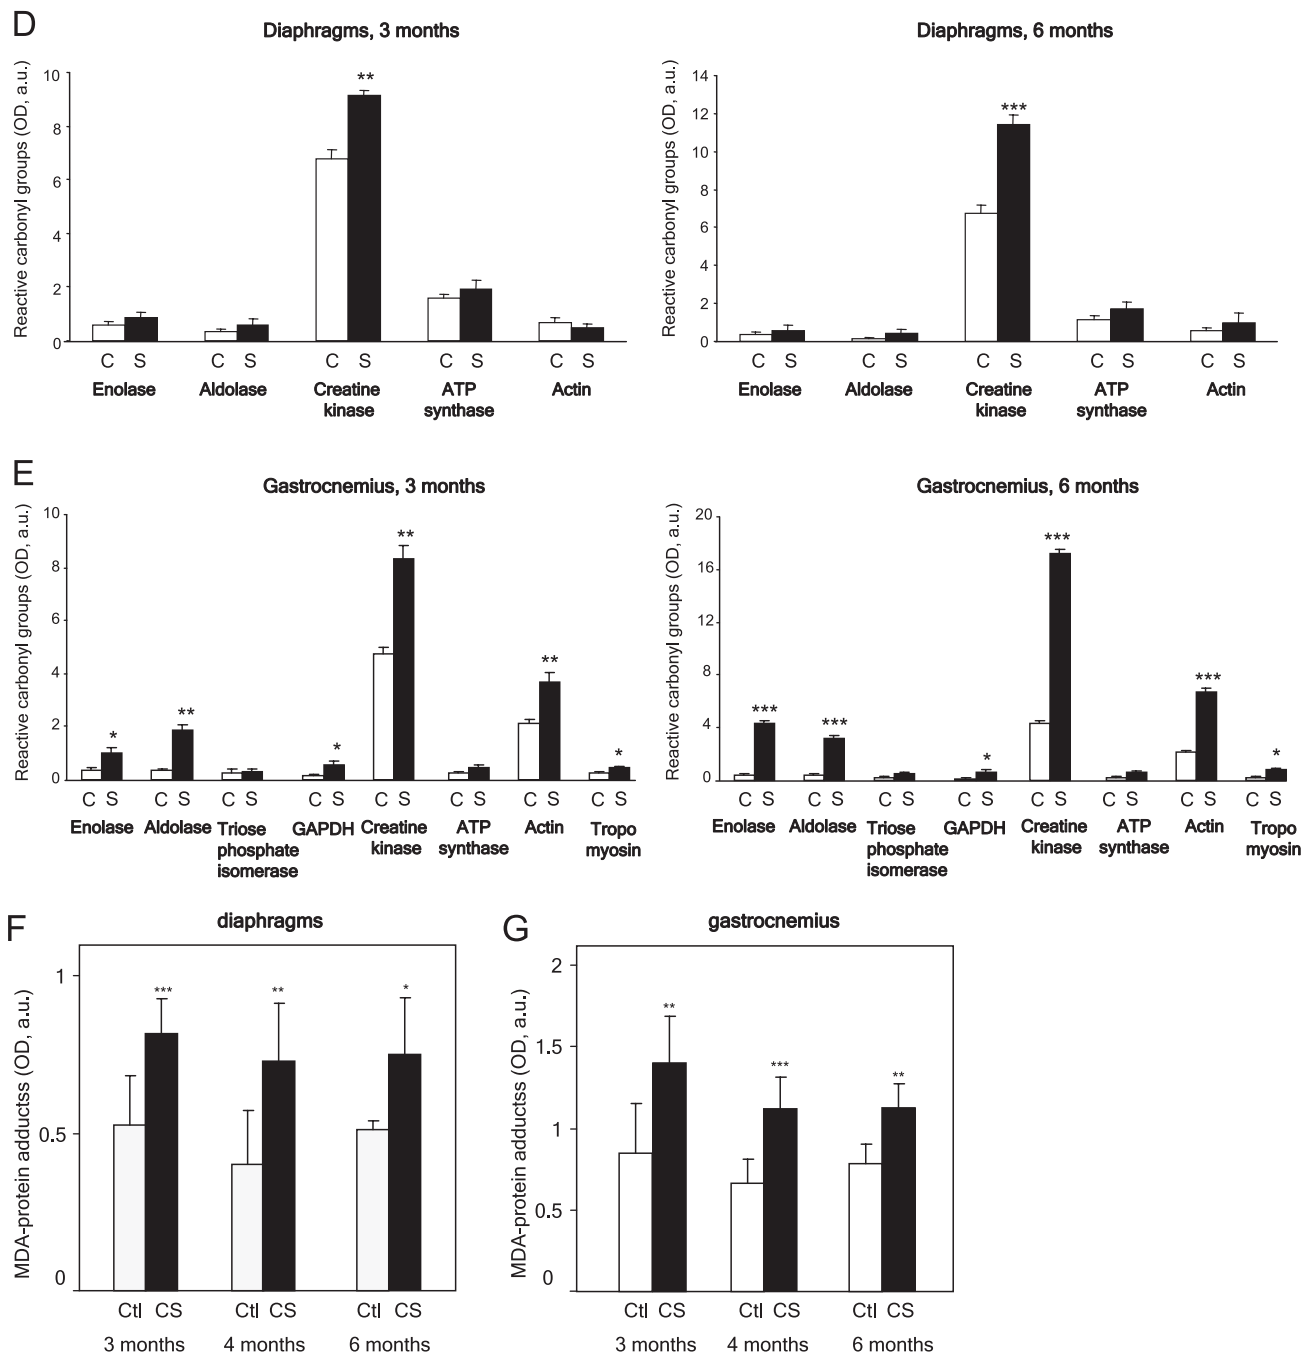 D
Diaphragms, 3 months
Reactive carbonyl groups (OD, a.u.)
10
8
6
4
2
0
**
C S C S C S C S C S
Enolase Aldolase Creatine kinase ATP synthase Actin
Diaphragms, 6 months
Reactive carbonyl groups (OD, a.u.)
14
12
10
8
6
4
2
0
***
C S C S C S C S C S
Enolase Aldolase Creatine kinase ATP synthase Actin
E
Gastrocnemius, 3 months
Reactive carbonyl groups (OD, a.u.)
10
8
6
4
2
0
* ** * ** ** *
C S C S C S C S C S C S C S C S
Enolase Aldolase Triose phosphate isomerase GAPDH Creatine kinase ATP synthase Actin Tropo myosin
Gastrocnemius, 6 months
Reactive carbonyl groups (OD, a.u.)
20
16
12
8
4
0
*** *** * *** *** *
C S C S C S C S C S C S C S C S
Enolase Aldolase Triose phosphate isomerase GAPDH Creatine kinase ATP synthase Actin Tropo myosin
F
diaphragms
MDA-protein adductss (OD, a.u.)
1
0.5
0
*** ** *
Ctl CS Ctl CS Ctl CS
3 months 4 months 6 months
G
gastrocnemius
MDA-protein adductss (OD, a.u.)
2
1.5
1
0.5
0
** *** **
Ctl CS Ctl CS Ctl CS
3 months 4 months 6 months